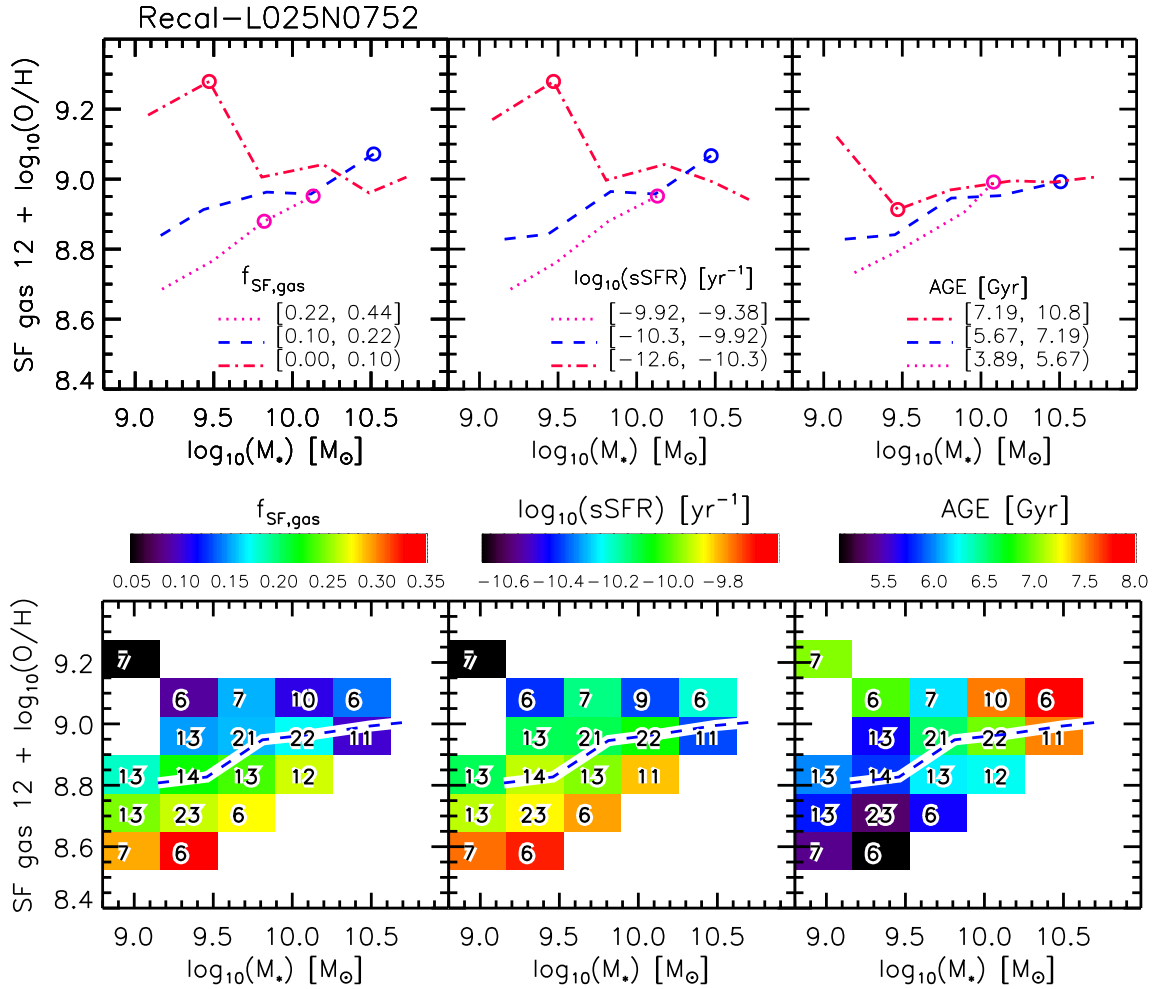 Recal-L025N0752
SF gas 12 + log₁₀(O/H)
9.2
9.0
8.8
8.6
8.4
f_SF,gas
[0.22, 0.44]
[0.10, 0.22)
[0.00, 0.10)
log₁₀(sSFR) [yr⁻¹]
[−9.92, −9.38]
[−10.3, −9.92)
[−12.6, −10.3)
AGE [Gyr]
[7.19, 10.8]
[5.67, 7.19)
[3.89, 5.67)
9.0 9.5 10.0 10.5
9.0 9.5 10.0 10.5
9.0 9.5 10.0 10.5
log₁₀(M*) [M⊙]
log₁₀(M*) [M⊙]
log₁₀(M*) [M⊙]
f_SF,gas
0.05 0.10 0.15 0.20 0.25 0.30 0.35
log₁₀(sSFR) [yr⁻¹]
−10.6 −10.4 −10.2 −10.0 −9.8
AGE [Gyr]
5.5 6.0 6.5 7.0 7.5 8.0
SF gas 12 + log₁₀(O/H)
9.2
9.0
8.8
8.6
8.4
7
6 7 10 6
13 21 22 11
13 14 13 12
13 23 6
7 6
7
6 7 9 6
13 21 22 11
13 14 13 11
13 23 6
7 6
7
6 7 10 6
13 21 22 11
13 14 13 12
13 23 6
7 6
9.0 9.5 10.0 10.5
9.0 9.5 10.0 10.5
9.0 9.5 10.0 10.5
log₁₀(M*) [M⊙]
log₁₀(M*) [M⊙]
log₁₀(M*) [M⊙]